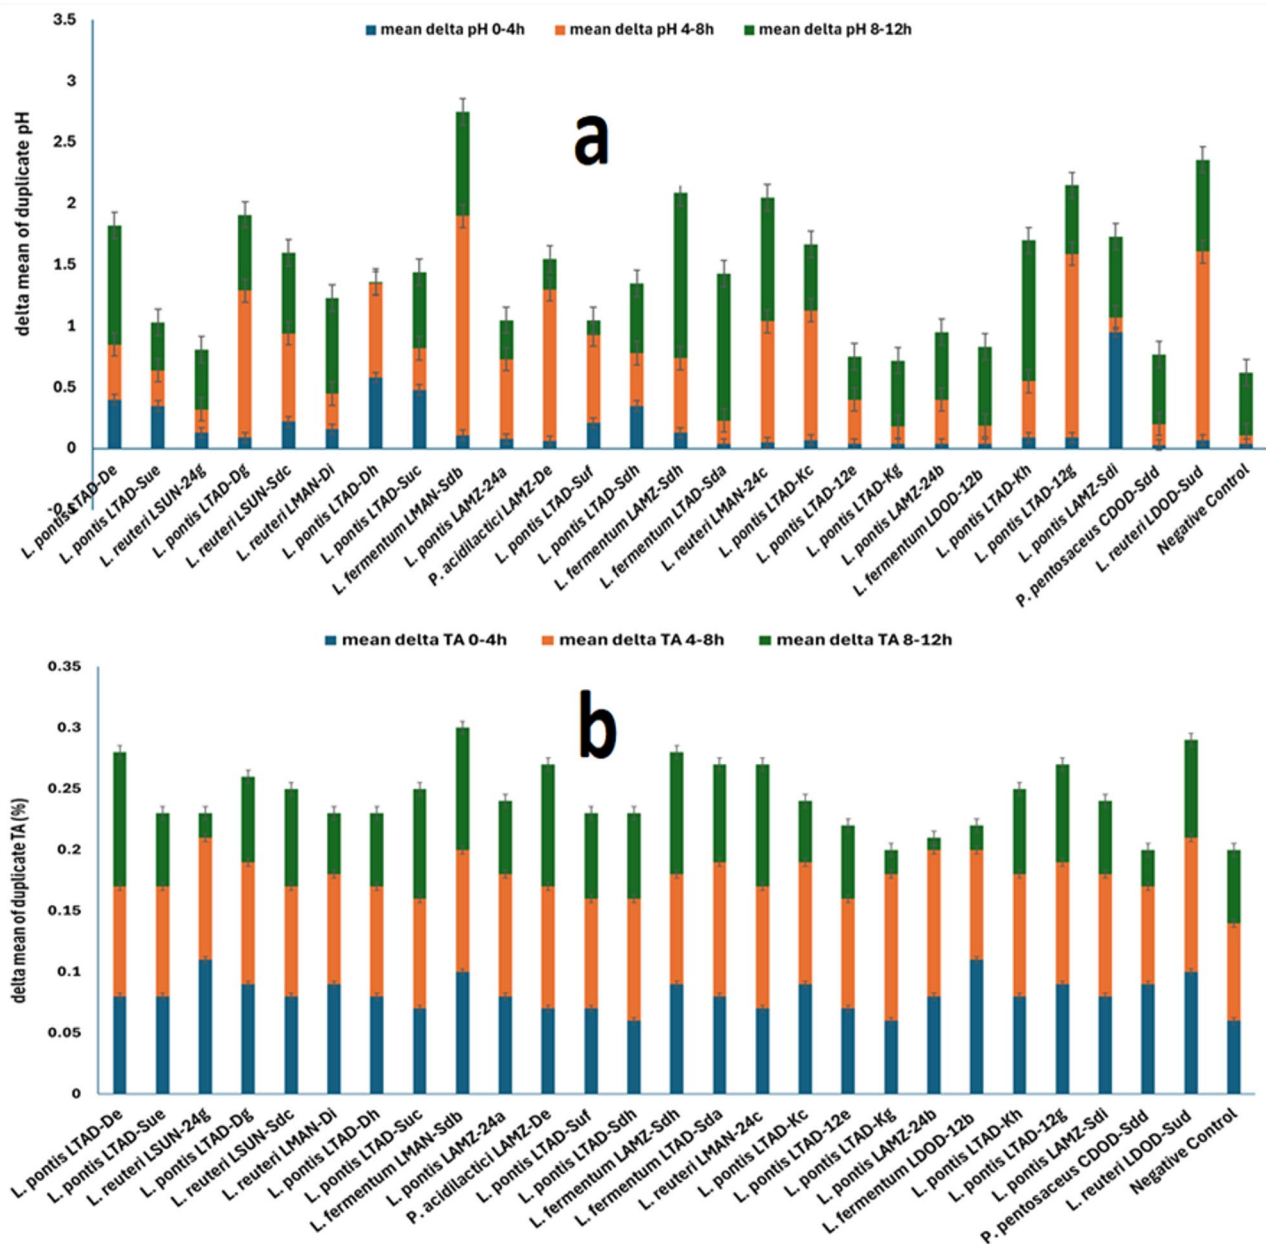 3.5
mean delta pH 0-4h mean delta pH 4-8h mean delta pH 8-12h
3
2.5
2
1.5
1
0.5
0
delta mean of duplicate pH
a
L. pontis LTAD-De
L. pontis LTAD-Sue
L. reuteri LSUN-24g
L. pontis LTAD-Dg
L. reuteri LSUN-Sdc
L. reuteri LMAN-Di
L. pontis LTAD-Dh
L. pontis LTAD-Suc
L. fermentum LMAN-Sdb
L. pontis LAMZ-24a
P. acidilactici LAMZ-De
L. pontis LTAD-Suf
L. pontis LTAD-Sdh
L. fermentum LAMZ-Sdh
L. fermentum LTAD-Sda
L. reuteri LMAN-24c
L. pontis LTAD-Kc
L. pontis LTAD-12e
L. pontis LTAD-Kg
L. pontis LAMZ-24b
L. fermentum LDOD-12b
L. pontis LTAD-Kh
L. pontis LTAD-12g
L. pontis LAMZ-Sdi
P. pentosaceus CDOD-Sdd
L. reuteri LDOD-Sud
Negative Control
mean delta TA 0-4h mean delta TA 4-8h mean delta TA 8-12h
0.35
0.3
0.25
0.2
0.15
0.1
0.05
0
delta mean of duplicate TA (%)
b
L. pontis LTAD-De
L. pontis LTAD-Sue
L. reuteri LSUN-24g
L. pontis LTAD-Dg
L. reuteri LSUN-Sdc
L. reuteri LMAN-Di
L. pontis LTAD-Dh
L. pontis LTAD-Suc
L. fermentum LMAN-Sdb
L. pontis LAMZ-24a
P. acidilactici LAMZ-De
L. pontis LTAD-Suf
L. pontis LTAD-Sdh
L. fermentum LAMZ-Sdh
L. fermentum LTAD-Sda
L. reuteri LMAN-24c
L. pontis LTAD-Kc
L. pontis LTAD-12e
L. pontis LTAD-Kg
L. pontis LAMZ-24b
L. fermentum LDOD-12b
L. pontis LTAD-Kh
L. pontis LTAD-12g
L. pontis LAMZ-Sdi
P. pentosaceus CDOD-Sdd
L. reuteri LDOD-Sud
Negative Control